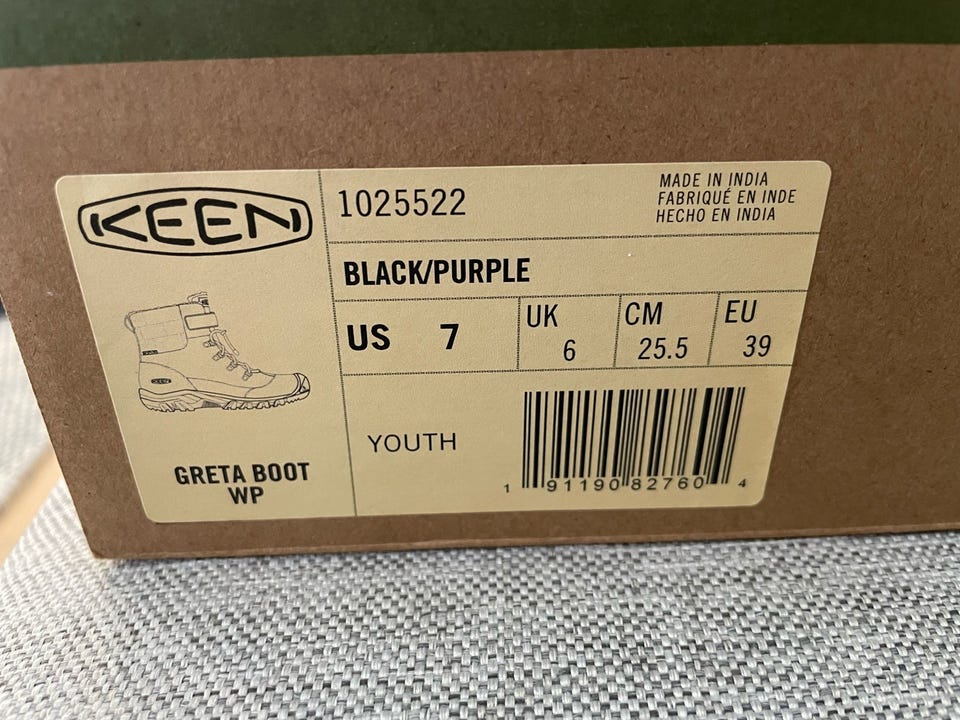 KEEN
1025522
MADE IN INDIA
FABRIQUÉ EN INDE
HECHO EN INDIA
BLACK/PURPLE
US 7
UK 6
CM 25.5
EU 39
KEEN
GRETA BOOT
WP
YOUTH
1 91190 82760 4